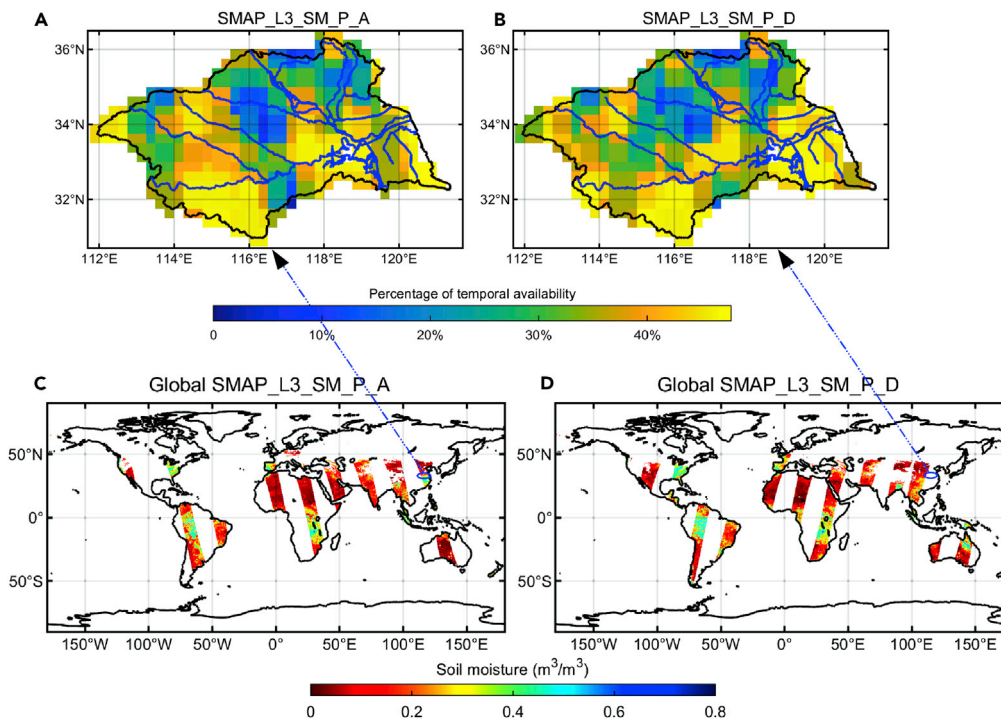 A SMAP_L3_SM_P_A
B SMAP_L3_SM_P_D
36°N
34°N
32°N
112°E 114°E 116°E 118°E 120°E
36°N
34°N
32°N
112°E 114°E 116°E 118°E 120°E
Percentage of temporal availability
0 10% 20% 30% 40%
C Global SMAP_L3_SM_P_A
D Global SMAP_L3_SM_P_D
50°N
0°
50°S
150°W 100°W 50°W 0° 50°E 100°E 150°E
50°N
0°
50°S
150°W 100°W 50°W 0° 50°E 100°E 150°E
Soil moisture (m³/m³)
0 0.2 0.4 0.6 0.8